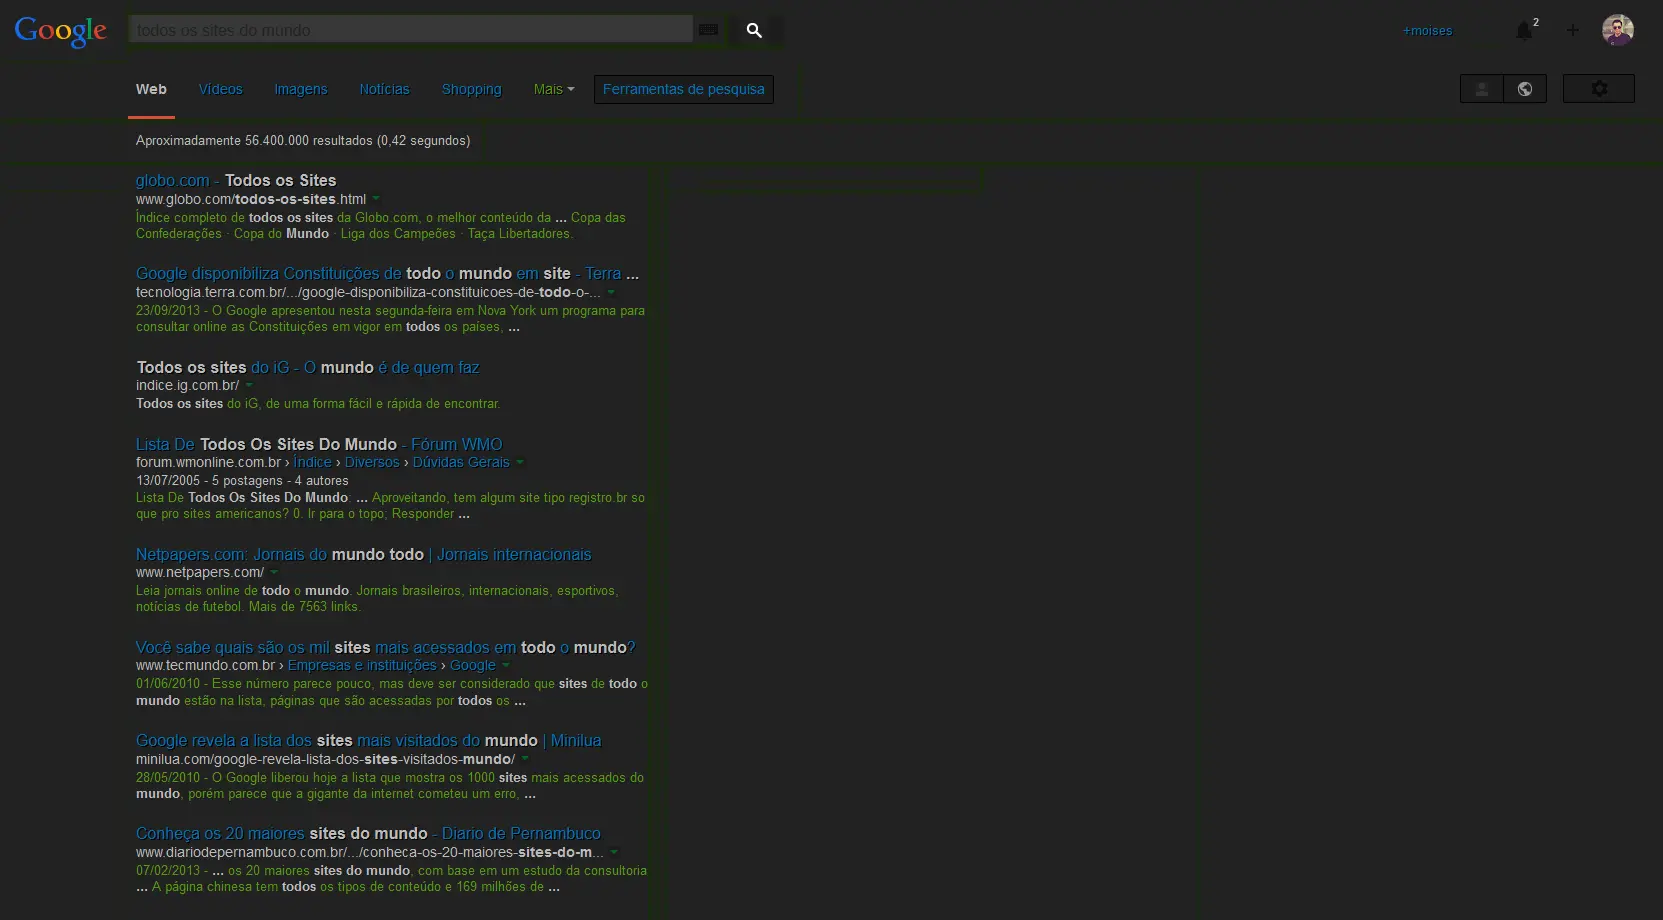 Google todos os sites do mundo +moises 2
Web Vídeos Imagens Notícias Shopping Mais Ferramentas de pesquisa
Aproximadamente 56.400.000 resultados (0,42 segundos)
globo.com - Todos os Sites
www.globo.com/todos-os-sites.html
Índice completo de todos os sites da Globo.com, o melhor conteúdo da ... Copa das
Confederações · Copa do Mundo · Liga dos Campeões · Taça Libertadores.
Google disponibiliza Constituições de todo o mundo em site - Terra ...
tecnologia.terra.com.br/.../google-disponibiliza-constituicoes-de-todo-o-...
23/09/2013 - O Google apresentou nesta segunda-feira em Nova York um programa para
consultar online as Constituições em vigor em todos os países, ...
Todos os sites do iG - O mundo é de quem faz
indice.ig.com.br/
Todos os sites do iG, de uma forma fácil e rápida de encontrar.
Lista De Todos Os Sites Do Mundo - Fórum WMO
forum.wmonline.com.br › Índice › Diversos › Dúvidas Gerais
13/07/2005 - 5 postagens - 4 autores
Lista De Todos Os Sites Do Mundo: ... Aproveitando, tem algum site tipo registro.br so
que pro sites americanos? 0. Ir para o topo; Responder ...
Netpapers.com: Jornais do mundo todo | Jornais internacionais
www.netpapers.com/
Leia jornais online de todo o mundo. Jornais brasileiros, internacionais, esportivos,
notícias de futebol. Mais de 7563 links.
Você sabe quais são os mil sites mais acessados em todo o mundo?
www.tecmundo.com.br › Empresas e instituições › Google
01/06/2010 - Esse número parece pouco, mas deve ser considerado que sites de todo o
mundo estão na lista, páginas que são acessadas por todos os ...
Google revela a lista dos sites mais visitados do mundo | Minilua
minilua.com/google-revela-lista-dos-sites-visitados-mundo/
28/05/2010 - O Google liberou hoje a lista que mostra os 1000 sites mais acessados do
mundo, porém parece que a gigante da internet cometeu um erro, ...
Conheça os 20 maiores sites do mundo - Diario de Pernambuco
www.diariodepernambuco.com.br/.../conheca-os-20-maiores-sites-do-m...
07/02/2013 - ... os 20 maiores sites do mundo, com base em um estudo da consultoria
... A página chinesa tem todos os tipos de conteúdo e 169 milhões de ...